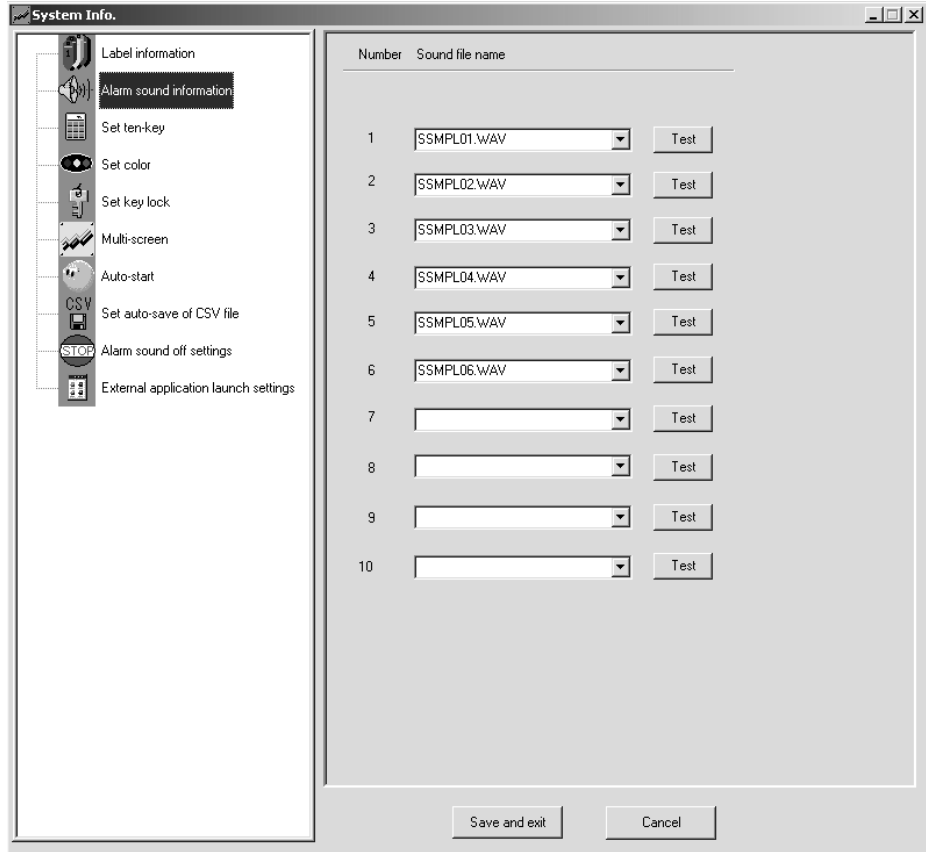 System Info.
Label information
Alarm sound information
Set ten-key
Set color
Set key lock
Multi-screen
Auto-start
CSV
Set auto-save of CSV file
STOP
Alarm sound off settings
External application launch settings
Number Sound file name
1 SSMPL01.WAV Test
2 SSMPL02.WAV Test
3 SSMPL03.WAV Test
4 SSMPL04.WAV Test
5 SSMPL05.WAV Test
6 SSMPL06.WAV Test
7 Test
8 Test
9 Test
10 Test
Save and exit Cancel